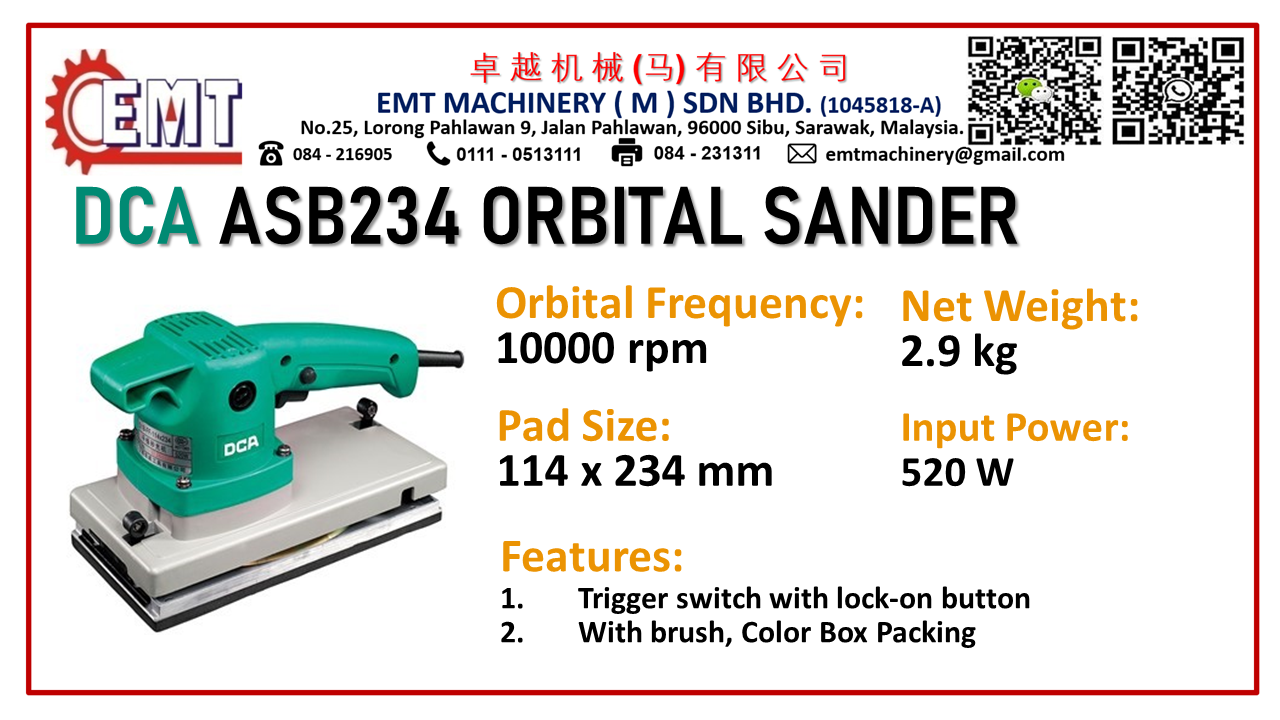 EMT
卓越机械(马)有限公司
EMT MACHINERY ( M ) SDN BHD. (1045818-A)
No.25, Lorong Pahlawan 9, Jalan Pahlawan, 96000 Sibu, Sarawak, Malaysia.
084 - 216905 0111 - 0513111 084 - 231311 emtmachinery@gmail.com
DCA ASB234 ORBITAL SANDER
Orbital Frequency:
10000 rpm
Net Weight:
2.9 kg
DCA
Pad Size:
114 x 234 mm
Input Power:
520 W
Features:
1. Trigger switch with lock-on button
2. With brush, Color Box Packing